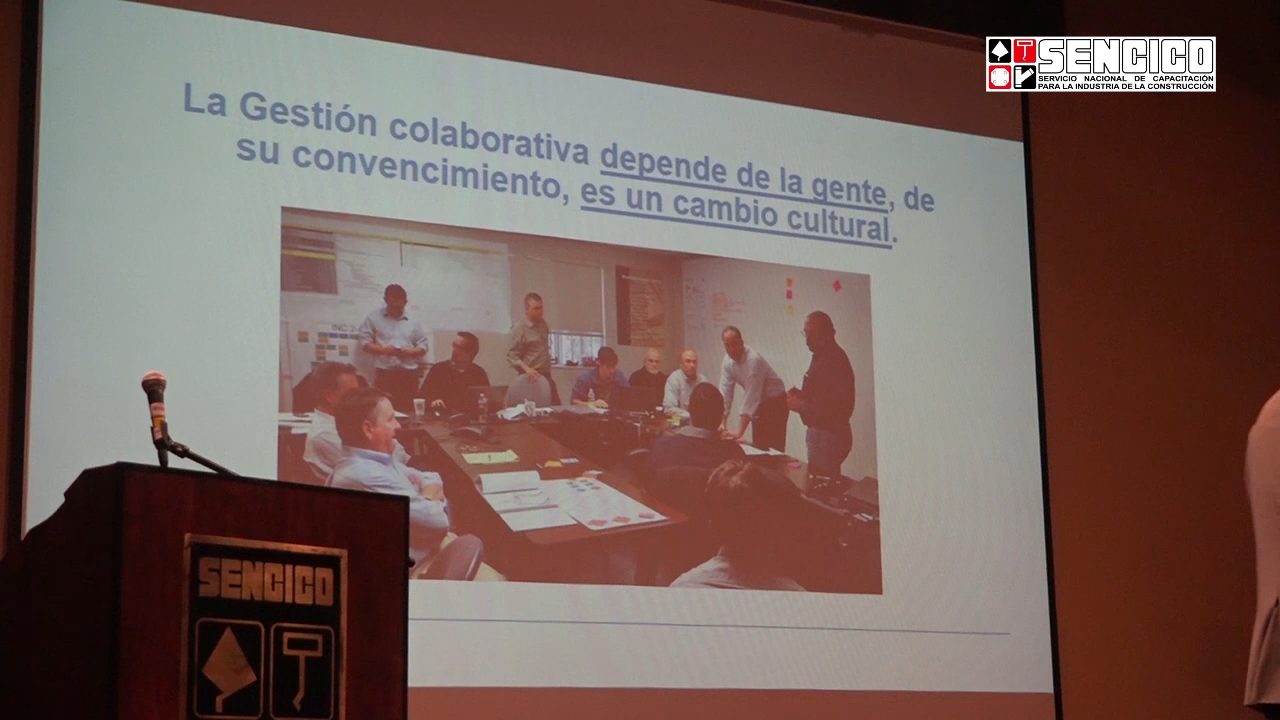 SENCICO
SERVICIO NACIONAL DE CAPACITACIÓN
PARA LA INDUSTRIA DE LA CONSTRUCCIÓN
La Gestión colaborativa depende de la gente, de
su convencimiento, es un cambio cultural.
SENCICO